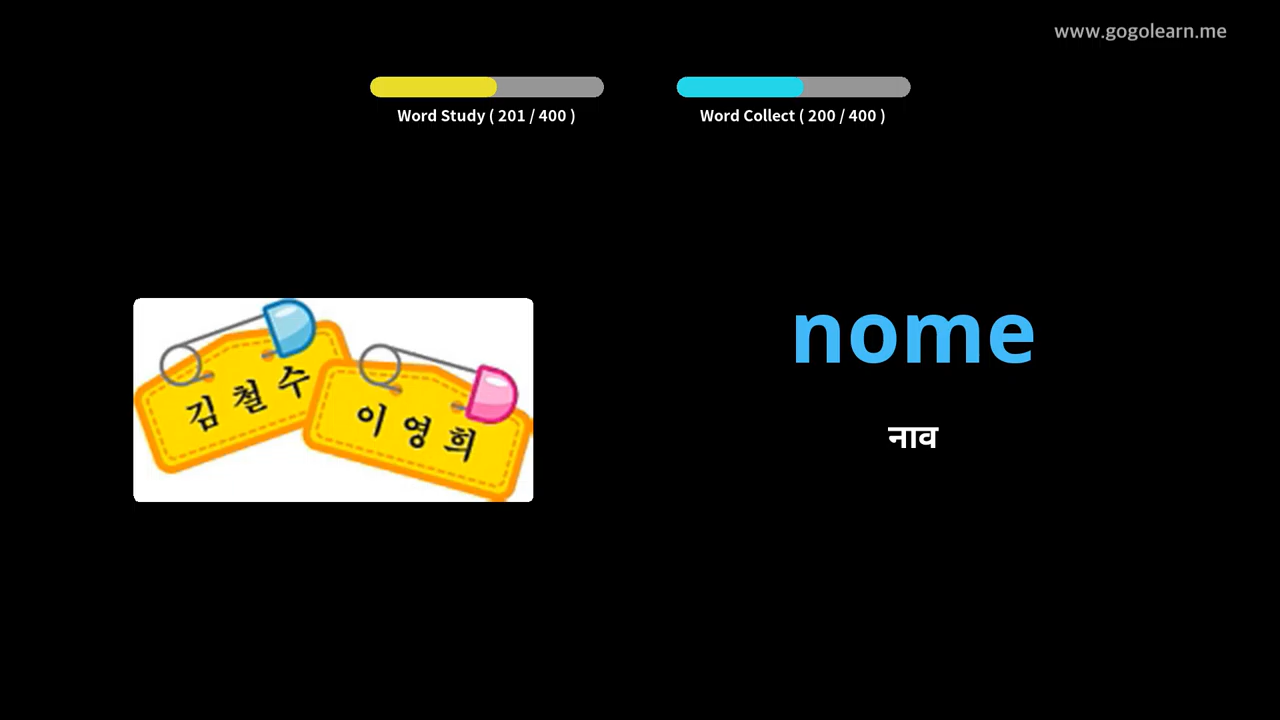 www.gogolearn.me
Word Study ( 201 / 400 )
Word Collect ( 200 / 400 )
김철수
이영희
nome
नाव